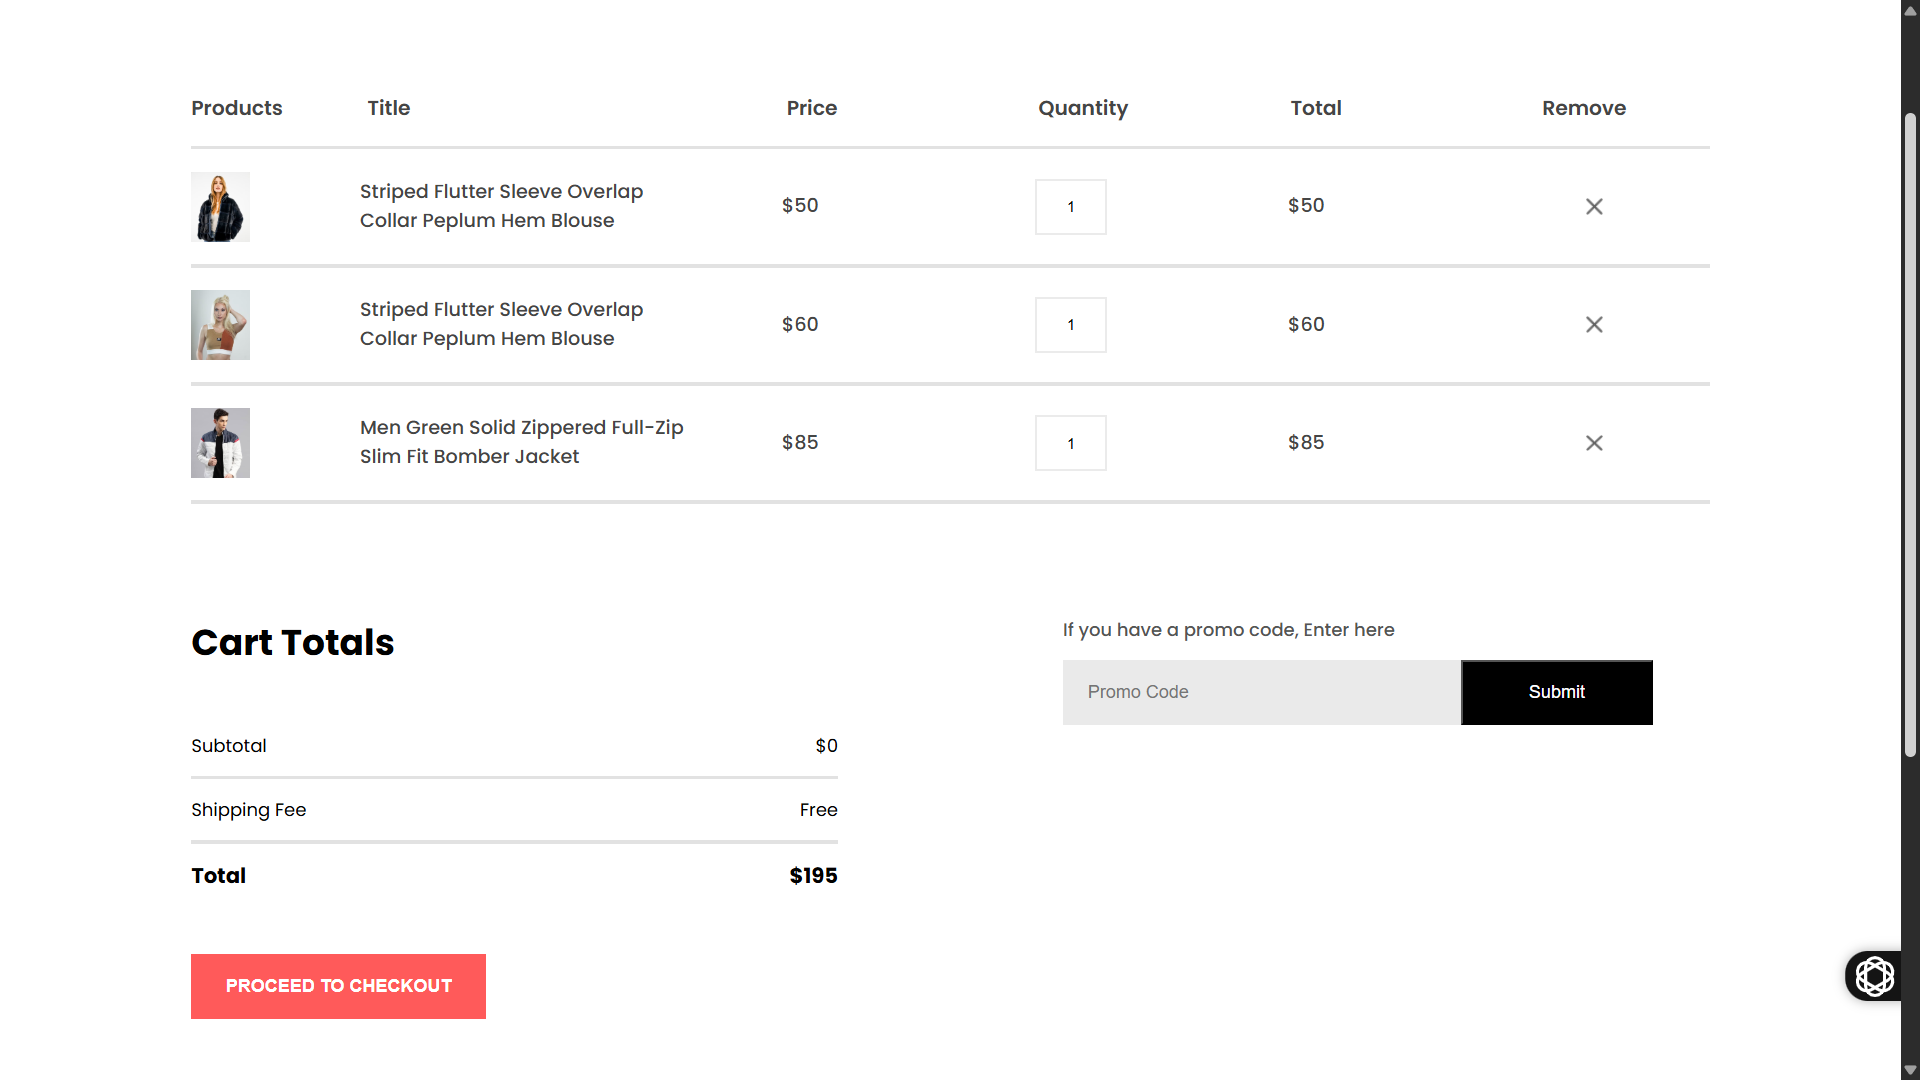 Products Title Price Quantity Total Remove
Striped Flutter Sleeve Overlap
Collar Peplum Hem Blouse
$50 1 $50
Striped Flutter Sleeve Overlap
Collar Peplum Hem Blouse
$60 1 $60
Men Green Solid Zippered Full-Zip
Slim Fit Bomber Jacket
$85 1 $85
Cart Totals
Subtotal $0
Shipping Fee Free
Total $195
PROCEED TO CHECKOUT
If you have a promo code, Enter here
Promo Code Submit